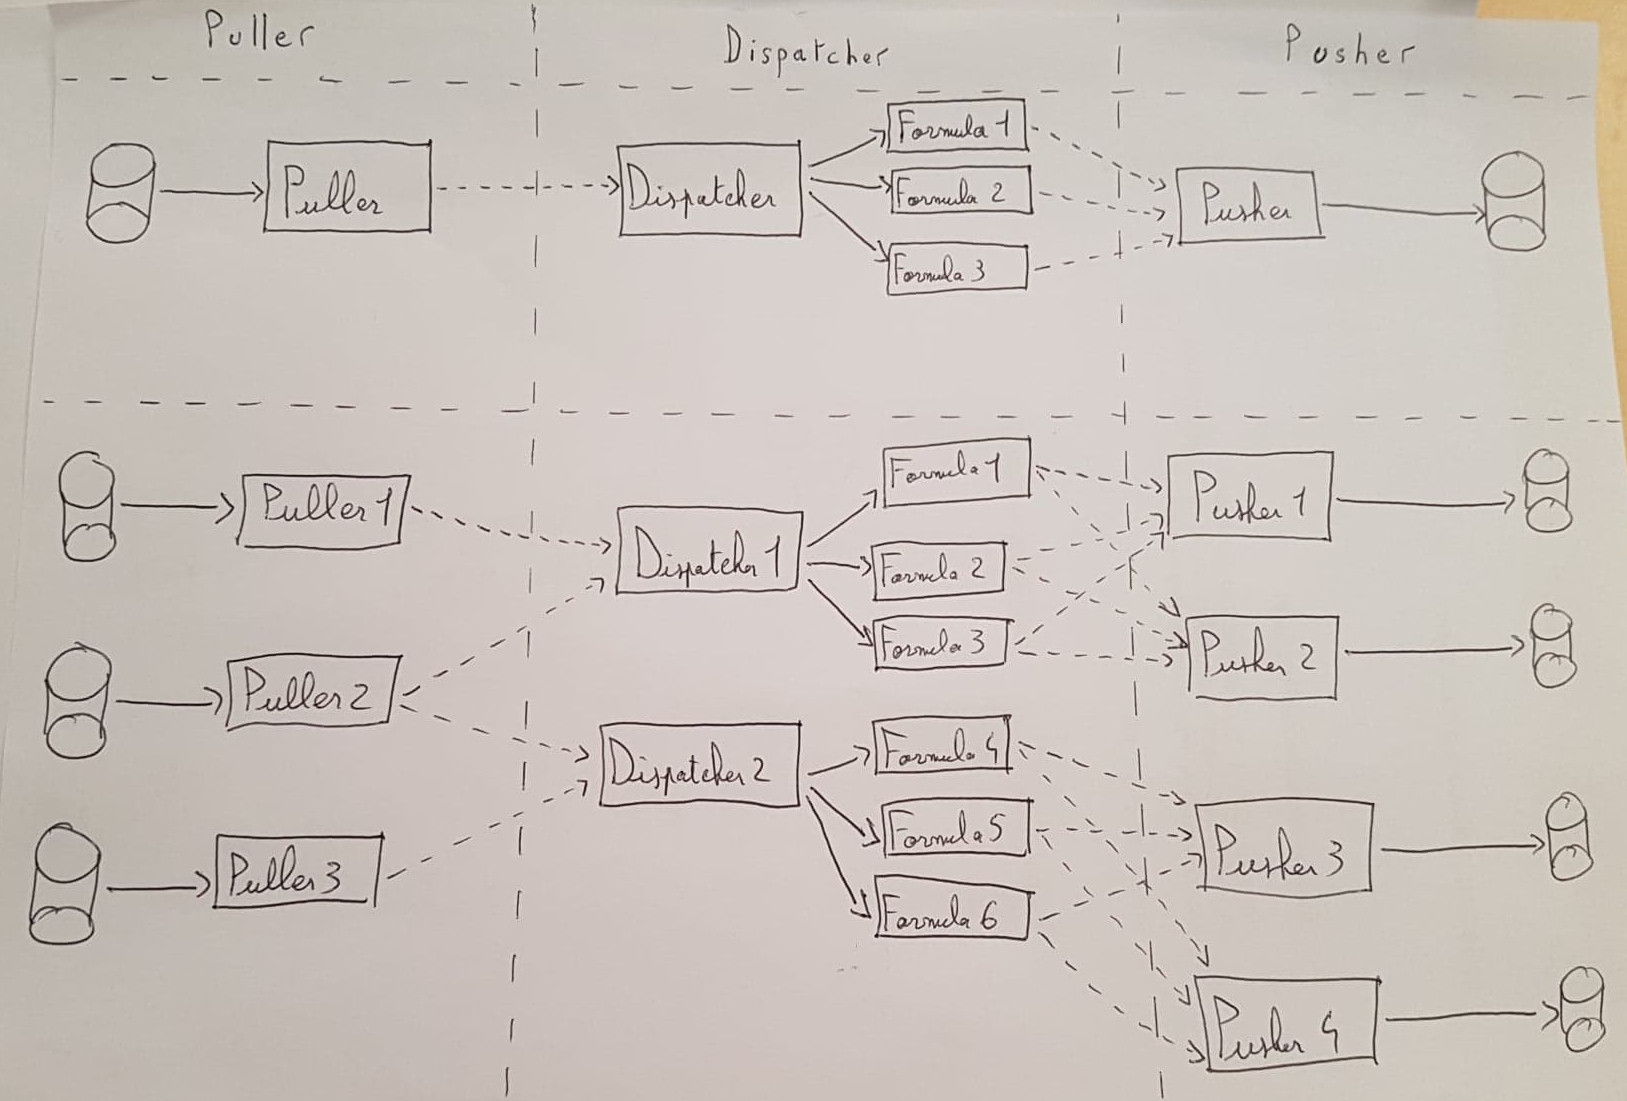 Puller
Dispatcher
Pusher
Puller
Dispatcher
Formula 1
Formula 2
Formula 3
Pusher
Puller 1
Puller 2
Puller 3
Dispatcher 1
Dispatcher 2
Formula 1
Formula 2
Formula 3
Formula 4
Formula 5
Formula 6
Pusher 1
Pusher 2
Pusher 3
Pusher 4